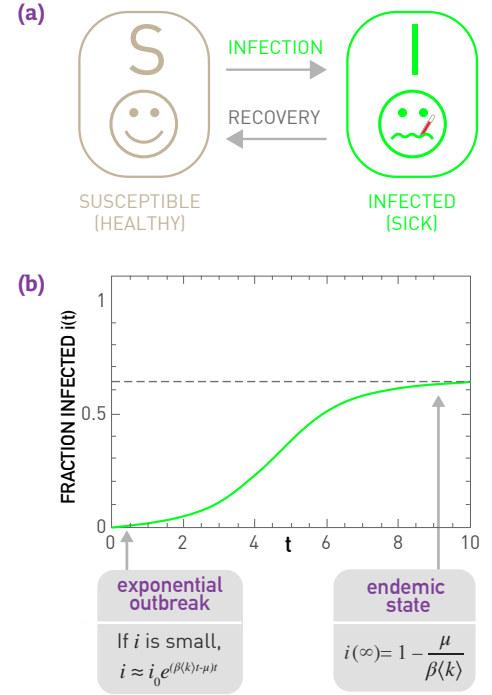 (a)
S
I
INFECTION
RECOVERY
SUSCEPTIBLE
(HEALTHY)
INFECTED
(SICK)
(b)
FRACTION INFECTED i(t)
1
0.5
0
0 2 4 6 8 10
t
exponential
outbreak
If i is small,
i ≈ i₀e^(β⟨k⟩t-μ)t
endemic
state
i(∞)= 1 − μ/β⟨k⟩